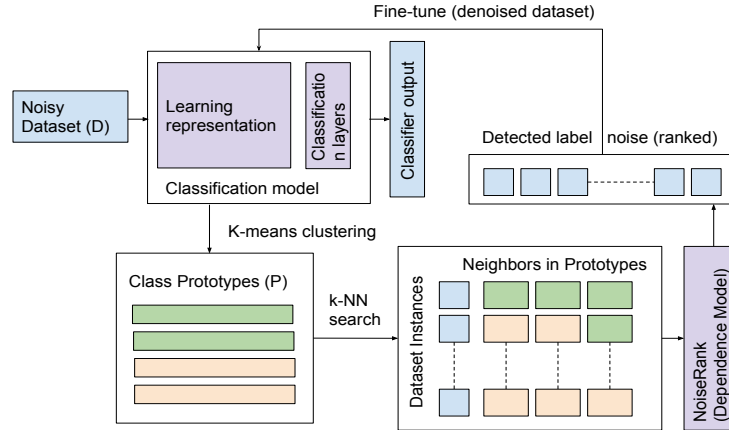 Fine-tune (denoised dataset)
Noisy
Dataset (D)
Learning
representation
Classificatio
n layers
Classification model
Classifier output
Detected label noise (ranked)
K-means clustering
Class Prototypes (P)
k-NN
search
Neighbors in Prototypes
Dataset Instances
NoiseRank
(Dependence Model)